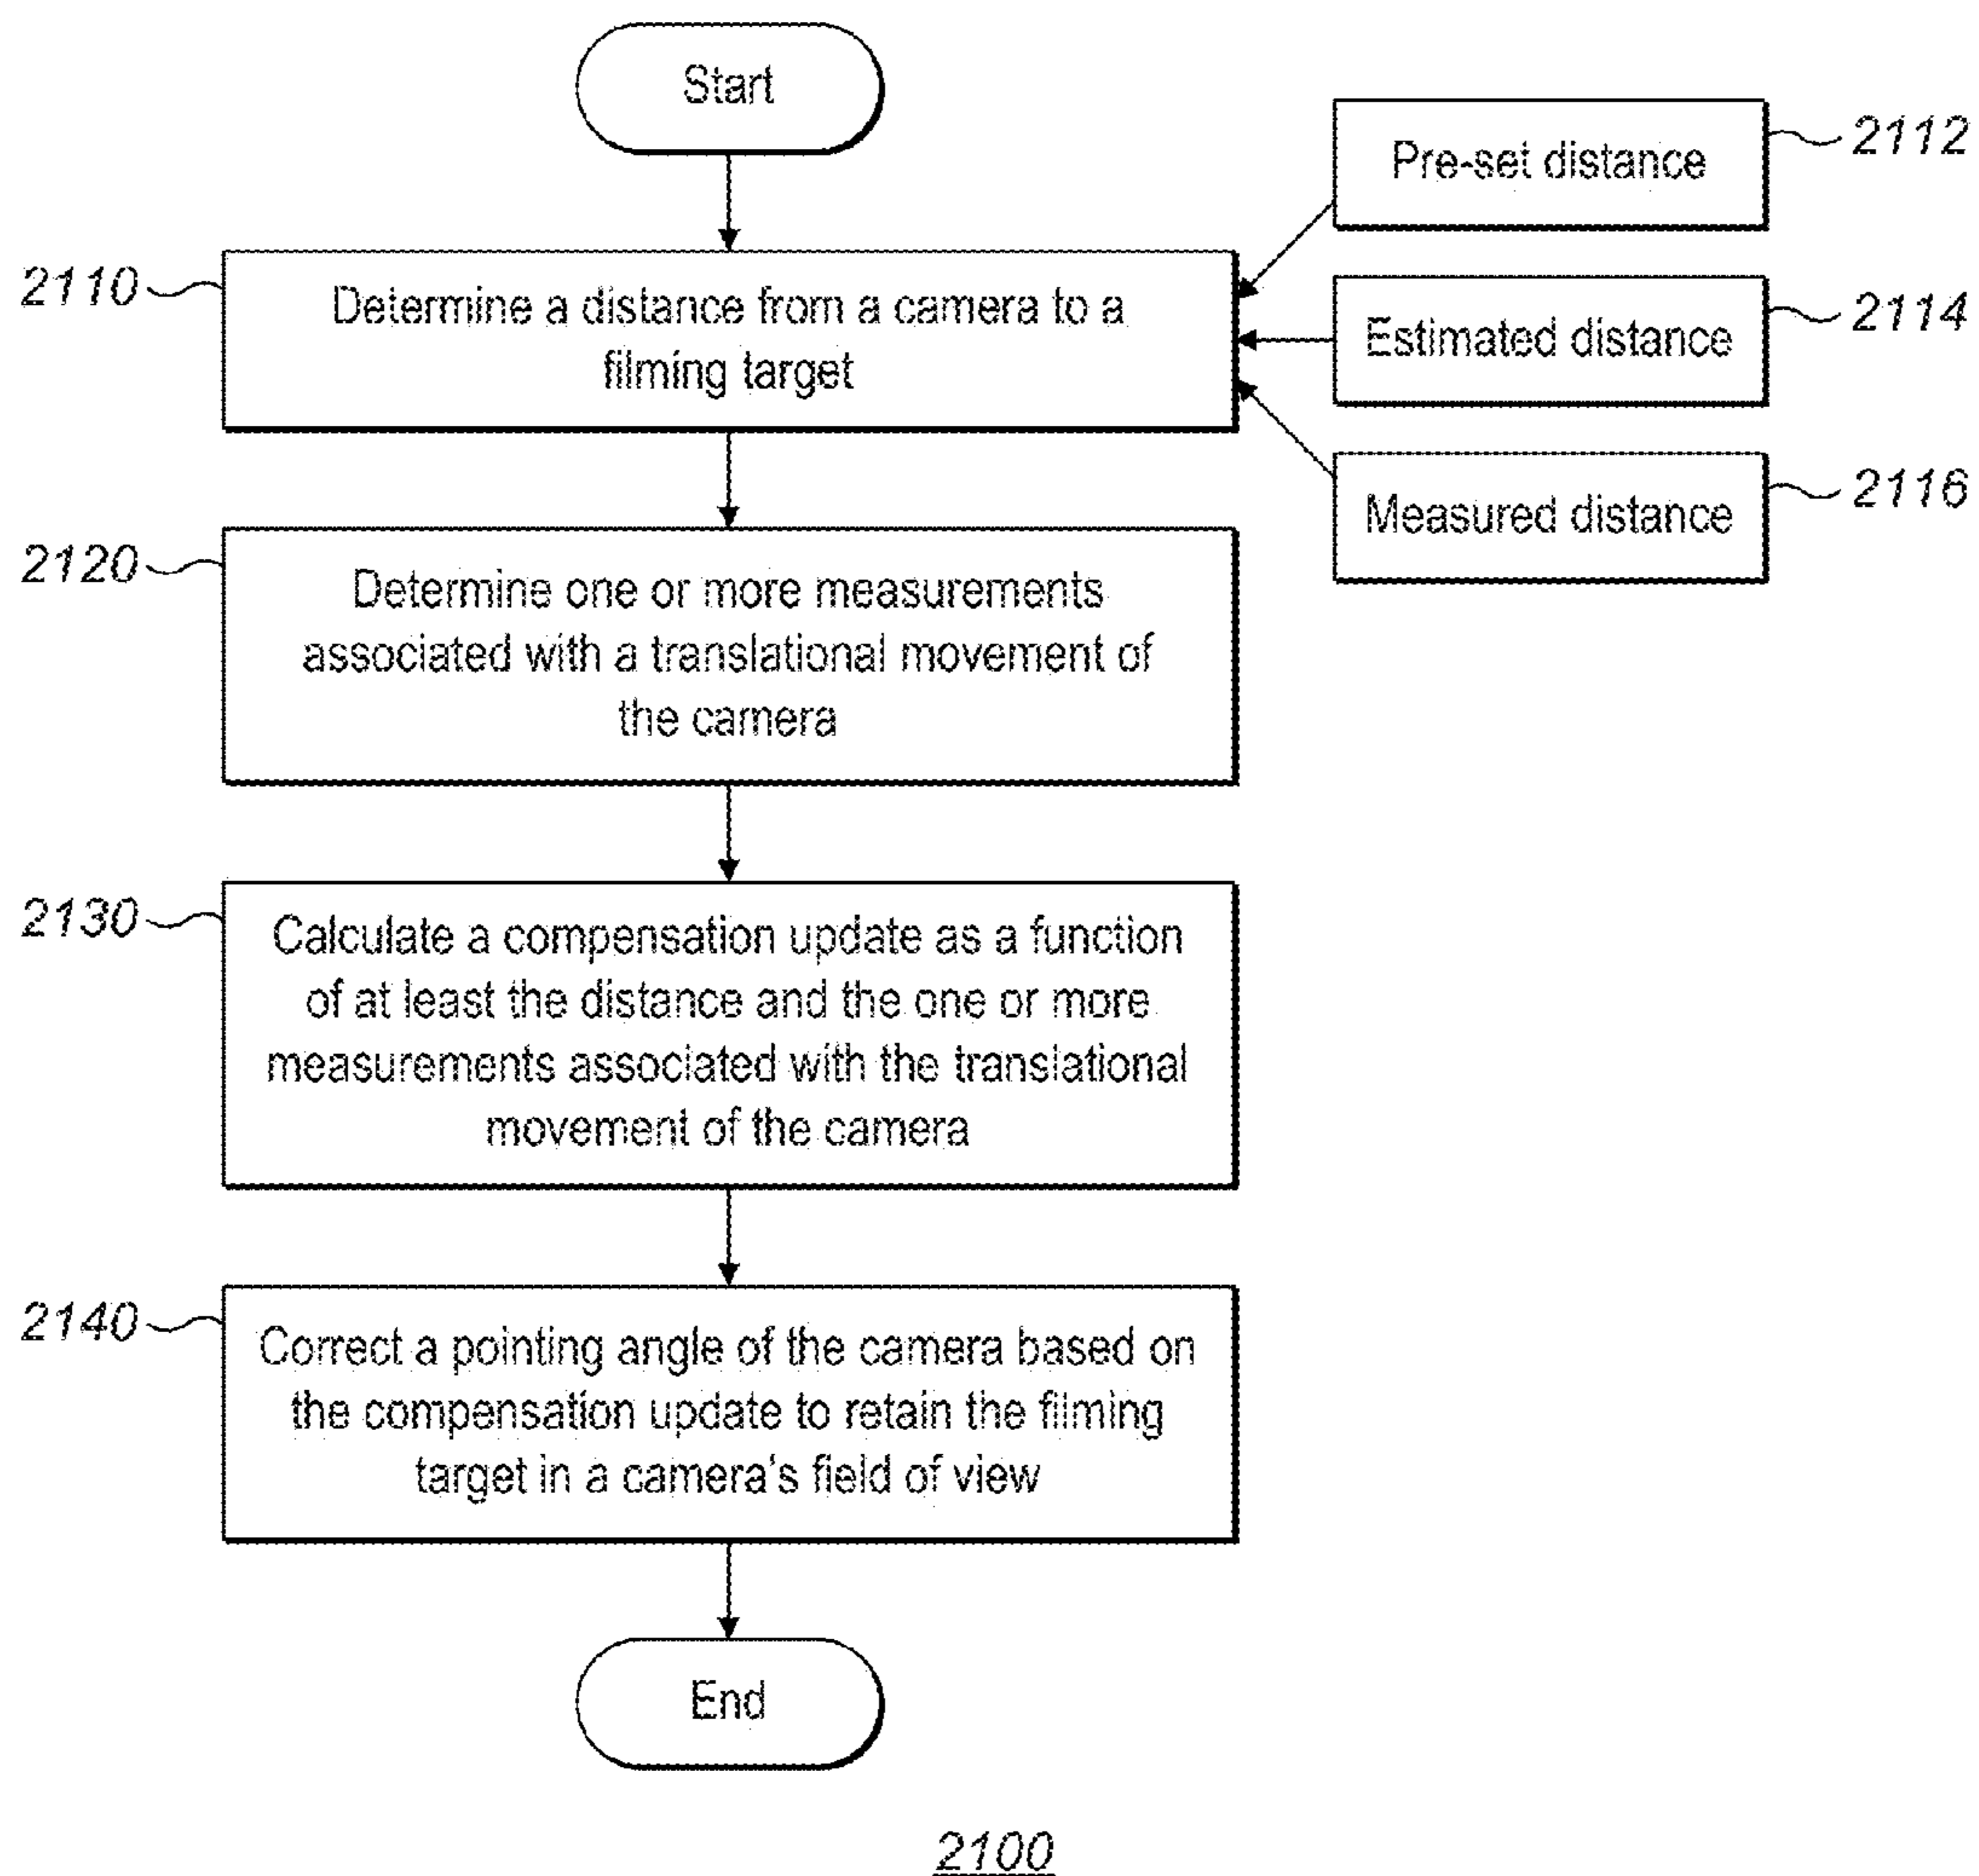 Start
2112
Pre-set distance
2110
Determine a distance from a camera to a
filming target
2114
Estimated distance
2116
Measured distance
2120
Determine one or more measurements
associated with a translational movement of
the camera
2130
Calculate a compensation update as a function
of at least the distance and the one or more
measurements associated with the translational
movement of the camera
2140
Correct a pointing angle of the camera based on
the compensation update to retain the filming
target in a camera's field of view
End
2100